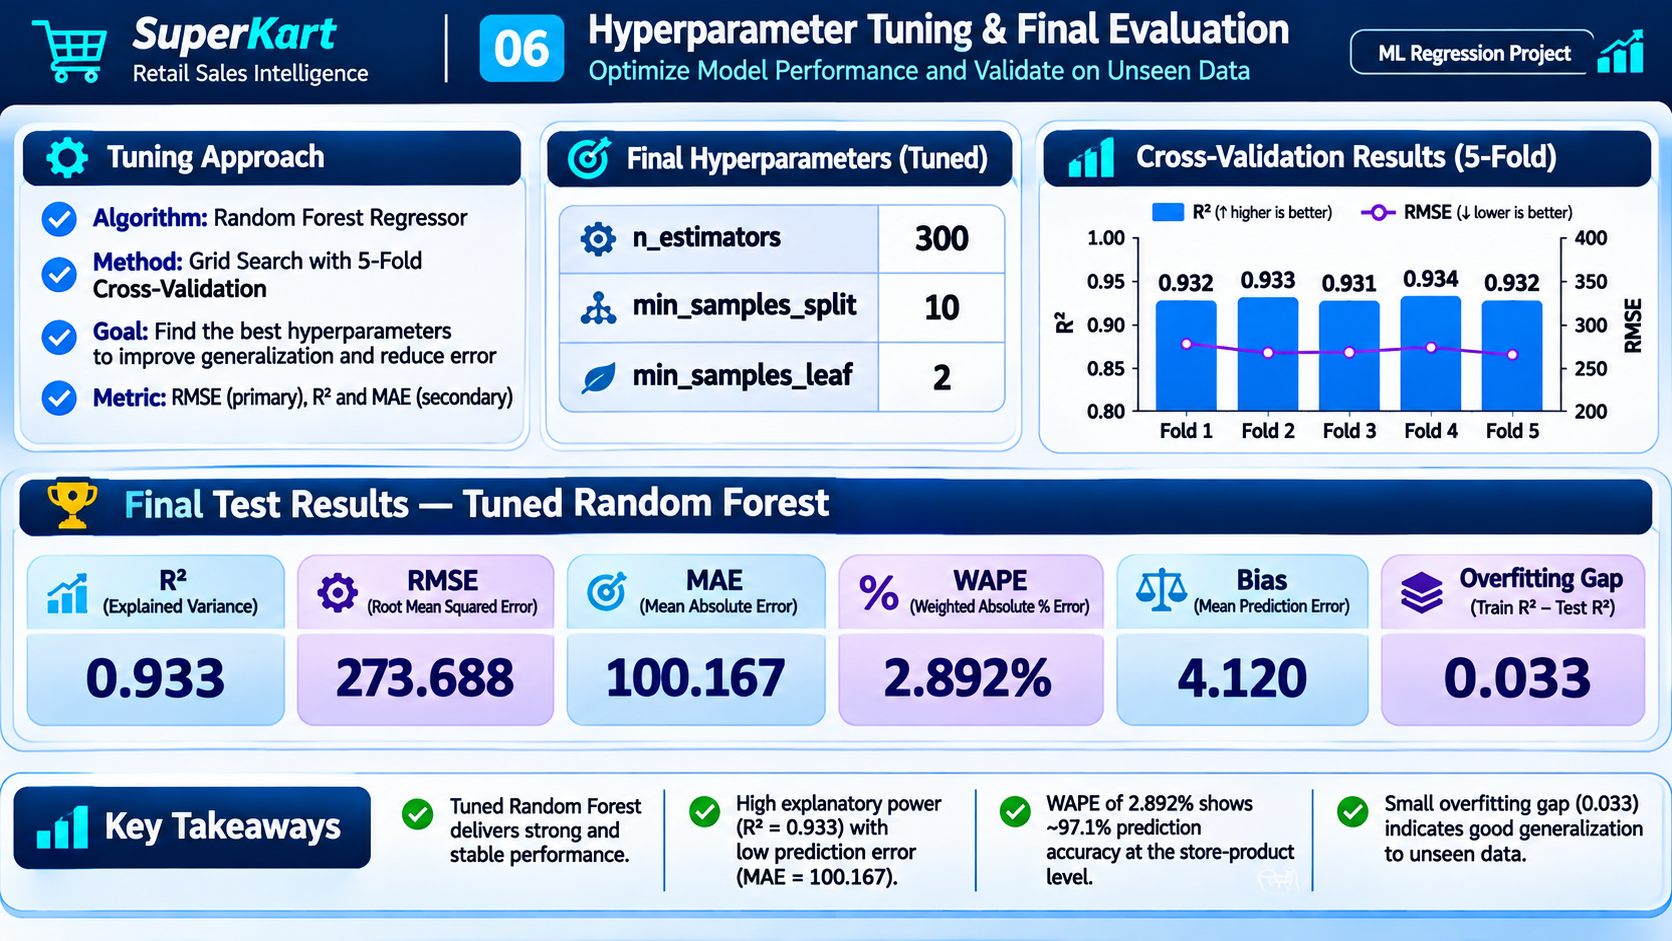 SuperKart
Retail Sales Intelligence
06
Hyperparameter Tuning & Final Evaluation
Optimize Model Performance and Validate on Unseen Data
ML Regression Project
Tuning Approach
Algorithm: Random Forest Regressor
Method: Grid Search with 5-Fold
Cross-Validation
Goal: Find the best hyperparameters
to improve generalization and reduce error
Metric: RMSE (primary), R² and MAE (secondary)
Final Hyperparameters (Tuned)
n_estimators 300
min_samples_split 10
min_samples_leaf 2
Cross-Validation Results (5-Fold)
R² (↑ higher is better) RMSE (↓ lower is better)
1.00
0.95
0.90
0.85
0.80
R²
0.932 0.933 0.931 0.934 0.932
400
350
300
250
200
RMSE
Fold 1 Fold 2 Fold 3 Fold 4 Fold 5
Final Test Results — Tuned Random Forest
R²
(Explained Variance)
0.933
RMSE
(Root Mean Squared Error)
273.688
MAE
(Mean Absolute Error)
100.167
%
WAPE
(Weighted Absolute % Error)
2.892%
Bias
(Mean Prediction Error)
4.120
Overfitting Gap
(Train R² – Test R²)
0.033
Key Takeaways
Tuned Random Forest
delivers strong and
stable performance.
High explanatory power
(R² = 0.933) with
low prediction error
(MAE = 100.167).
WAPE of 2.892% shows
~97.1% prediction
accuracy at the store-product
level.
Small overfitting gap (0.033)
indicates good generalization
to unseen data.